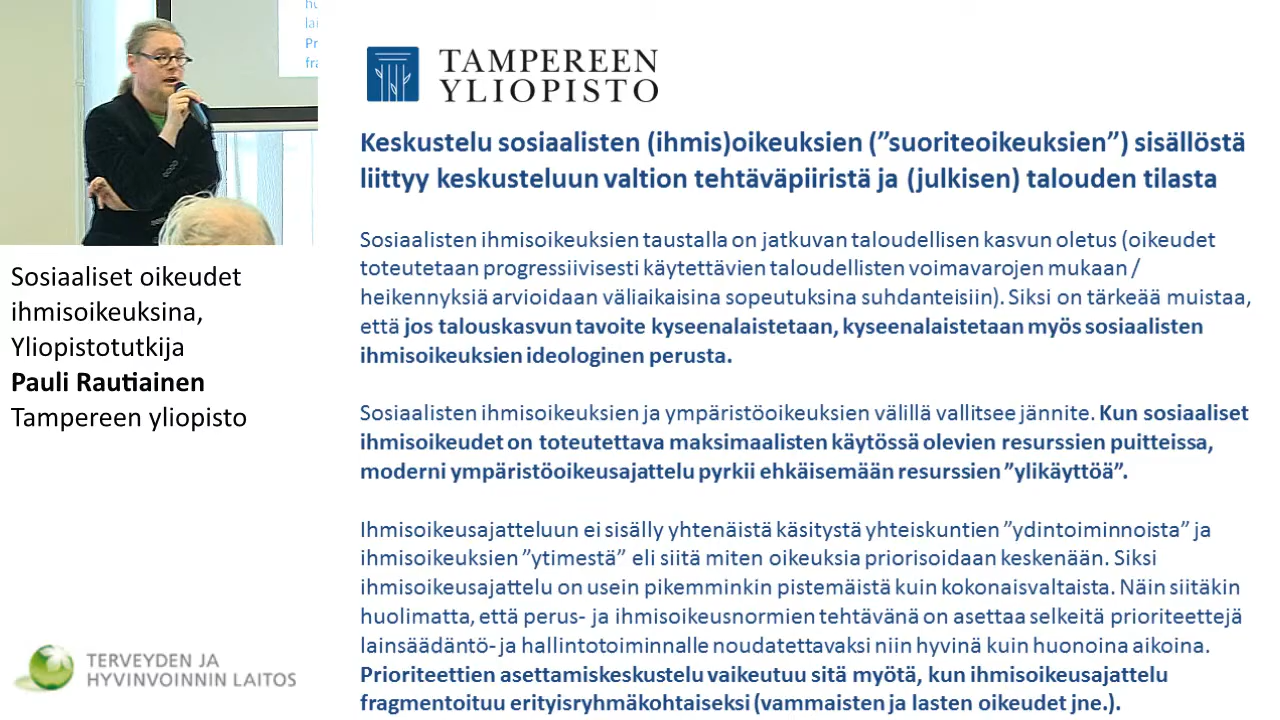 hu
lai
Pr
fra
Sosiaaliset oikeudet
ihmisoikeuksina,
Yliopistotutkija
Pauli Rautiainen
Tampereen yliopisto
TERVEYDEN JA
HYVINVOINNIN LAITOS
TAMPEREEN
YLIOPISTO
Keskustelu sosiaalisten (ihmis)oikeuksien (”suoriteoikeuksien”) sisällöstä
liittyy keskusteluun valtion tehtäväpiiristä ja (julkisen) talouden tilasta
Sosiaalisten ihmisoikeuksien taustalla on jatkuvan taloudellisen kasvun oletus (oikeudet
toteutetaan progressiivisesti käytettävien taloudellisten voimavarojen mukaan /
heikennyksiä arvioidaan väliaikaisina sopeutuksina suhdanteisiin). Siksi on tärkeää muistaa,
että jos talouskasvun tavoite kyseenalaistetaan, kyseenalaistetaan myös sosiaalisten
ihmisoikeuksien ideologinen perusta.
Sosiaalisten ihmisoikeuksien ja ympäristöoikeuksien välillä vallitsee jännite. Kun sosiaaliset
ihmisoikeudet on toteutettava maksimaalisten käytössä olevien resurssien puitteissa,
moderni ympäristöoikeusajattelu pyrkii ehkäisemään resurssien ”ylikäyttöä”.
Ihmisoikeusajatteluun ei sisälly yhtenäistä käsitystä yhteiskuntien ”ydintoiminnoista” ja
ihmisoikeuksien ”ytimestä” eli siitä miten oikeuksia priorisoidaan keskenään. Siksi
ihmisoikeusajattelu on usein pikemminkin pistemäistä kuin kokonaisvaltaista. Näin siitäkin
huolimatta, että perus- ja ihmisoikeusnormien tehtävänä on asettaa selkeitä prioriteettejä
lainsäädäntö- ja hallintotoiminnalle noudatettavaksi niin hyvinä kuin huonoina aikoina.
Prioriteettien asettamiskeskustelu vaikeutuu sitä myötä, kun ihmisoikeusajattelu
fragmentoituu erityisryhmäkohtaiseksi (vammaisten ja lasten oikeudet jne.).